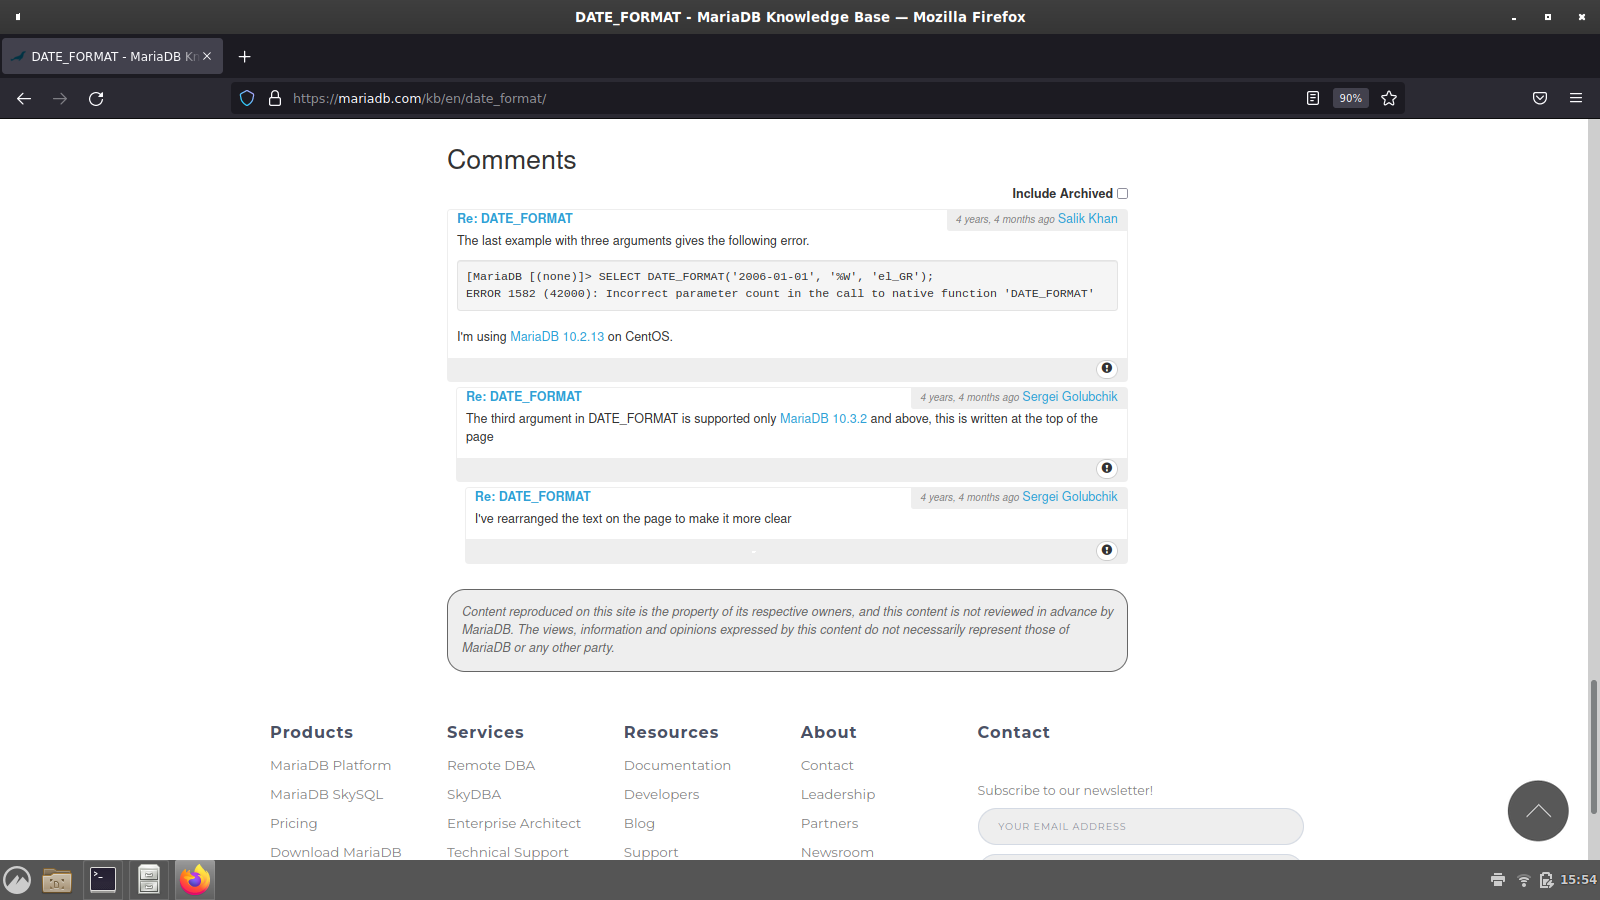 DATE_FORMAT - MariaDB Knowledge Base — Mozilla Firefox
DATE_FORMAT - MariaDB Kn
https://mariadb.com/kb/en/date_format/
90%
Comments
Include Archived
Re: DATE_FORMAT
4 years, 4 months ago Salik Khan
The last example with three arguments gives the following error.
[MariaDB [(none)]> SELECT DATE_FORMAT('2006-01-01', '%W', 'el_GR');
ERROR 1582 (42000): Incorrect parameter count in the call to native function 'DATE_FORMAT'
I'm using MariaDB 10.2.13 on CentOS.
Re: DATE_FORMAT
4 years, 4 months ago Sergei Golubchik
The third argument in DATE_FORMAT is supported only MariaDB 10.3.2 and above, this is written at the top of the
page
Re: DATE_FORMAT
4 years, 4 months ago Sergei Golubchik
I've rearranged the text on the page to make it more clear
Content reproduced on this site is the property of its respective owners, and this content is not reviewed in advance by
MariaDB. The views, information and opinions expressed by this content do not necessarily represent those of
MariaDB or any other party.
Products
MariaDB Platform
MariaDB SkySQL
Pricing
Download MariaDB
Services
Remote DBA
SkyDBA
Enterprise Architect
Technical Support
Resources
Documentation
Developers
Blog
Support
About
Contact
Leadership
Partners
Newsroom
Contact
Subscribe to our newsletter!
YOUR EMAIL ADDRESS
15:54